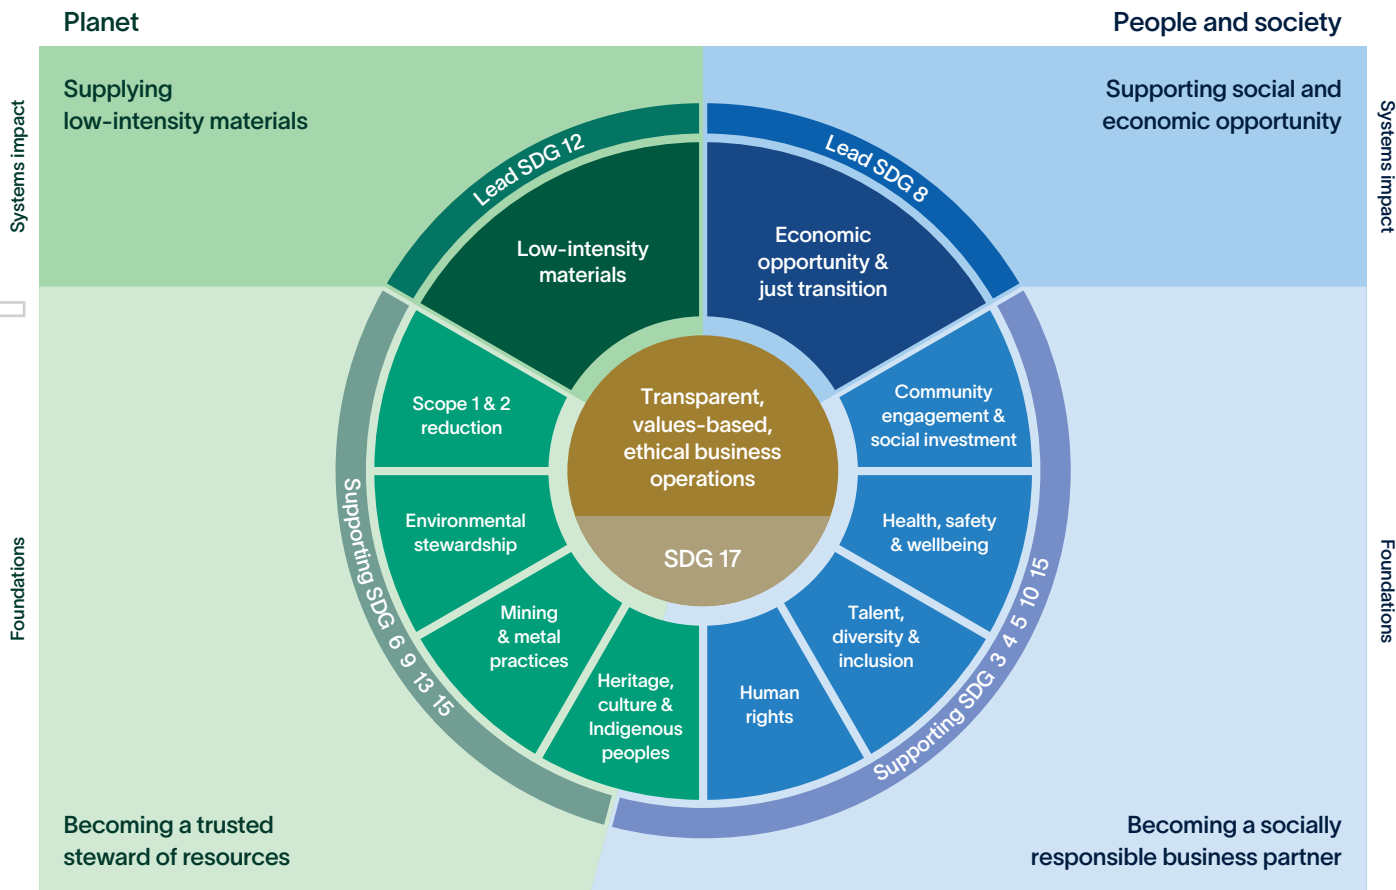 Planet
People and society
Systems impact
Supplying
low-intensity materials
Supporting social and
economic opportunity
Systems impact
Lead SDG 12
Lead SDG 8
Low-intensity
materials
Economic
opportunity &
just transition
Scope 1 & 2
reduction
Transparent,
values-based,
ethical business
operations
SDG 17
Community
engagement &
social investment
Environmental
stewardship
Health, safety
& wellbeing
Mining
& metal
practices
Talent,
diversity &
inclusion
Heritage,
culture &
Indigenous
peoples
Human
rights
Supporting SDG 6 9 13 15
Supporting SDG 3 4 5 10 15
Foundations
Foundations
Becoming a trusted
steward of resources
Becoming a socially
responsible business partner